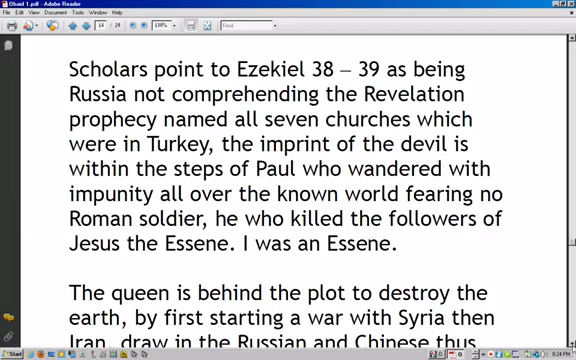 Obaid 1.pdf - Adobe Reader
File Edit View Document Tools Window Help
14 / 29 136% Find
Scholars point to Ezekiel 38 – 39 as being
Russia not comprehending the Revelation
prophecy named all seven churches which
were in Turkey, the imprint of the devil is
within the steps of Paul who wandered with
impunity all over the known world fearing no
Roman soldier, he who killed the followers of
Jesus the Essene. I was an Essene.
The queen is behind the plot to destroy the
earth, by first starting a war with Syria then
Iran, draw in the Russian and Chinese thus
Start 8:24 PM